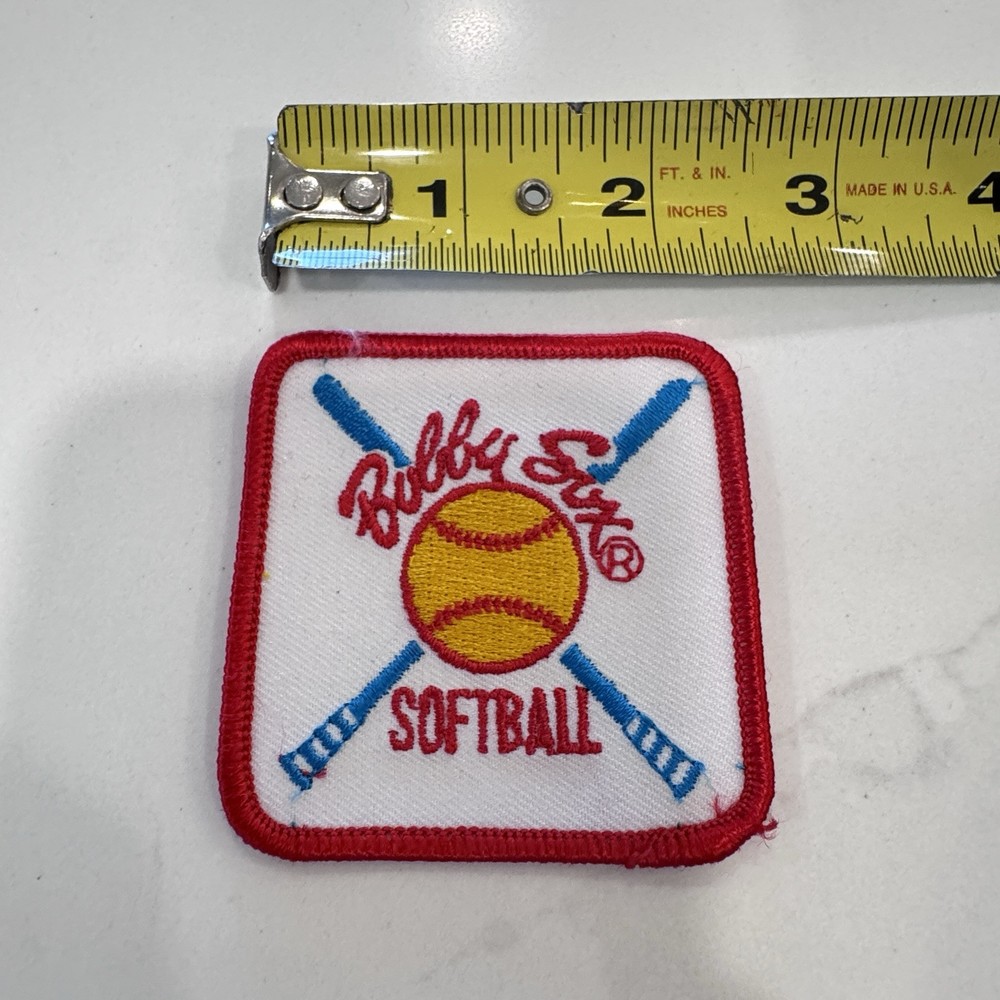 1 2 FT. & IN. INCHES 3 MADE IN U.S.A. 4
Bobby Sox®
SOFTBALL